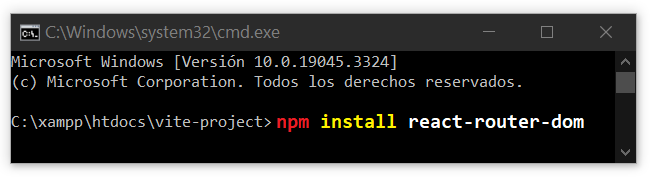 C:\Windows\system32\cmd.exe
Microsoft Windows [Versión 10.0.19045.3324]
(c) Microsoft Corporation. Todos los derechos reservados.
C:\xampp\htdocs\vite-project> npm install react-router-dom